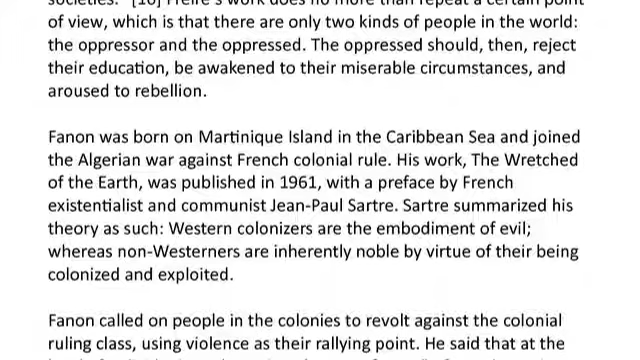 societies." [16] Freire's work does no more than repeat a certain point
of view, which is that there are only two kinds of people in the world:
the oppressor and the oppressed. The oppressed should, then, reject
their education, be awakened to their miserable circumstances, and
aroused to rebellion.
Fanon was born on Martinique Island in the Caribbean Sea and joined
the Algerian war against French colonial rule. His work, The Wretched
of the Earth, was published in 1961, with a preface by French
existentialist and communist Jean-Paul Sartre. Sartre summarized his
theory as such: Western colonizers are the embodiment of evil;
whereas non-Westerners are inherently noble by virtue of their being
colonized and exploited.
Fanon called on people in the colonies to revolt against the colonial
ruling class, using violence as their rallying point. He said that at the